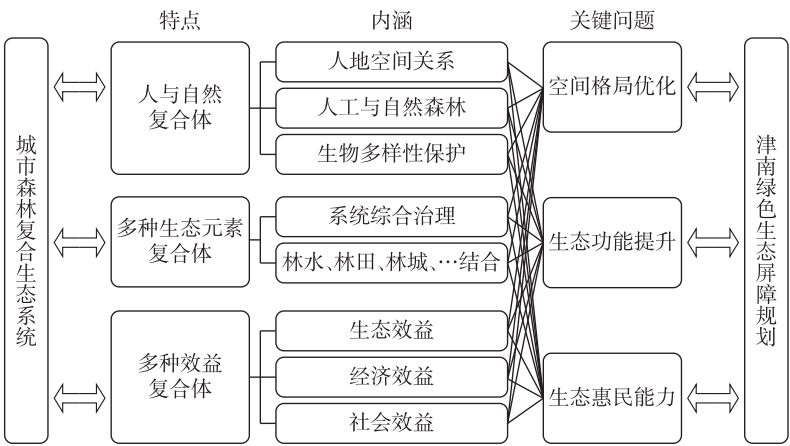 特点
内涵
关键问题
城市森林复合生态系统
人与自然
复合体
人地空间关系
人工与自然森林
生物多样性保护
空间格局优化
多种生态元素
复合体
系统综合治理
林水、林田、林城、…结合
生态功能提升
多种效益
复合体
生态效益
经济效益
社会效益
生态惠民能力
津南绿色生态屏障规划